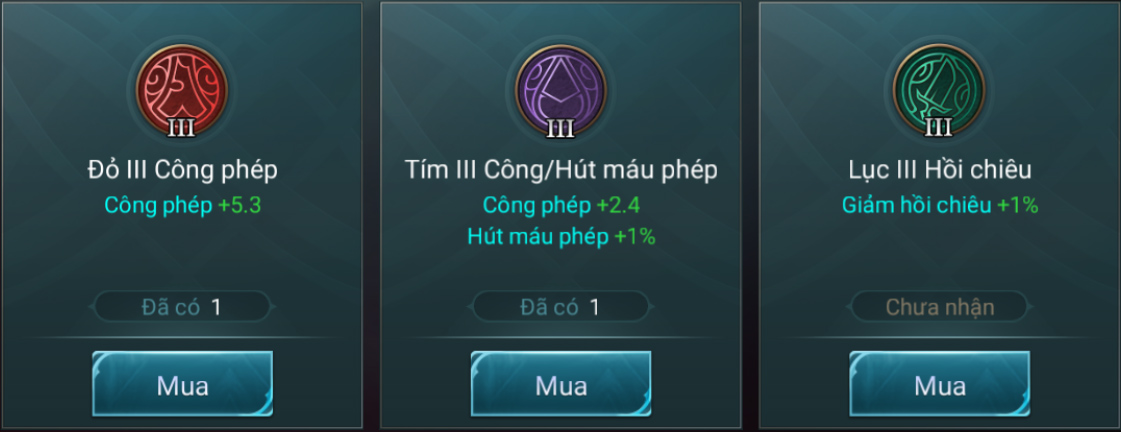 III
Đỏ III Công phép
Công phép +5.3
Đã có 1
Mua
III
Tím III Công/Hút máu phép
Công phép +2.4
Hút máu phép +1%
Đã có 1
Mua
III
Lục III Hồi chiêu
Giảm hồi chiêu +1%
Chưa nhận
Mua